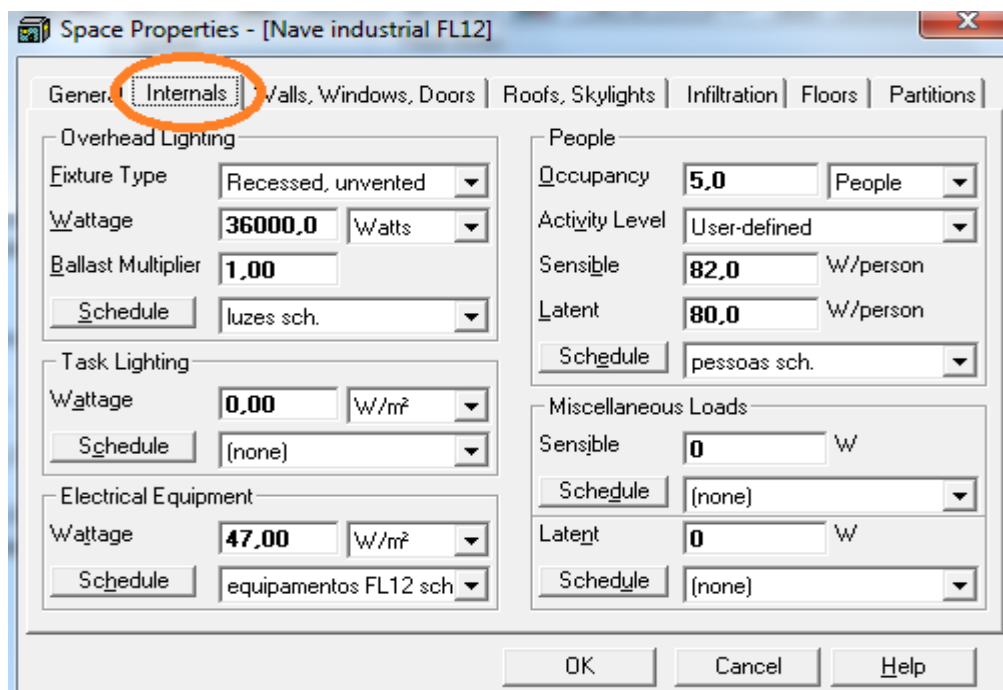 Space Properties - [Nave industrial FL12]
General Internals Walls, Windows, Doors Roofs, Skylights Infiltration Floors Partitions
Overhead Lighting
Fixture Type Recessed, unvented
Wattage 36000,0 Watts
Ballast Multiplier 1,00
Schedule luzes sch.
Task Lighting
Wattage 0,00 W/m²
Schedule (none)
Electrical Equipment
Wattage 47,00 W/m²
Schedule equipamentos FL12 sch
People
Occupancy 5,0 People
Activity Level User-defined
Sensible 82,0 W/person
Latent 80,0 W/person
Schedule pessoas sch.
Miscellaneous Loads
Sensible 0 W
Schedule (none)
Latent 0 W
Schedule (none)
OK Cancel Help